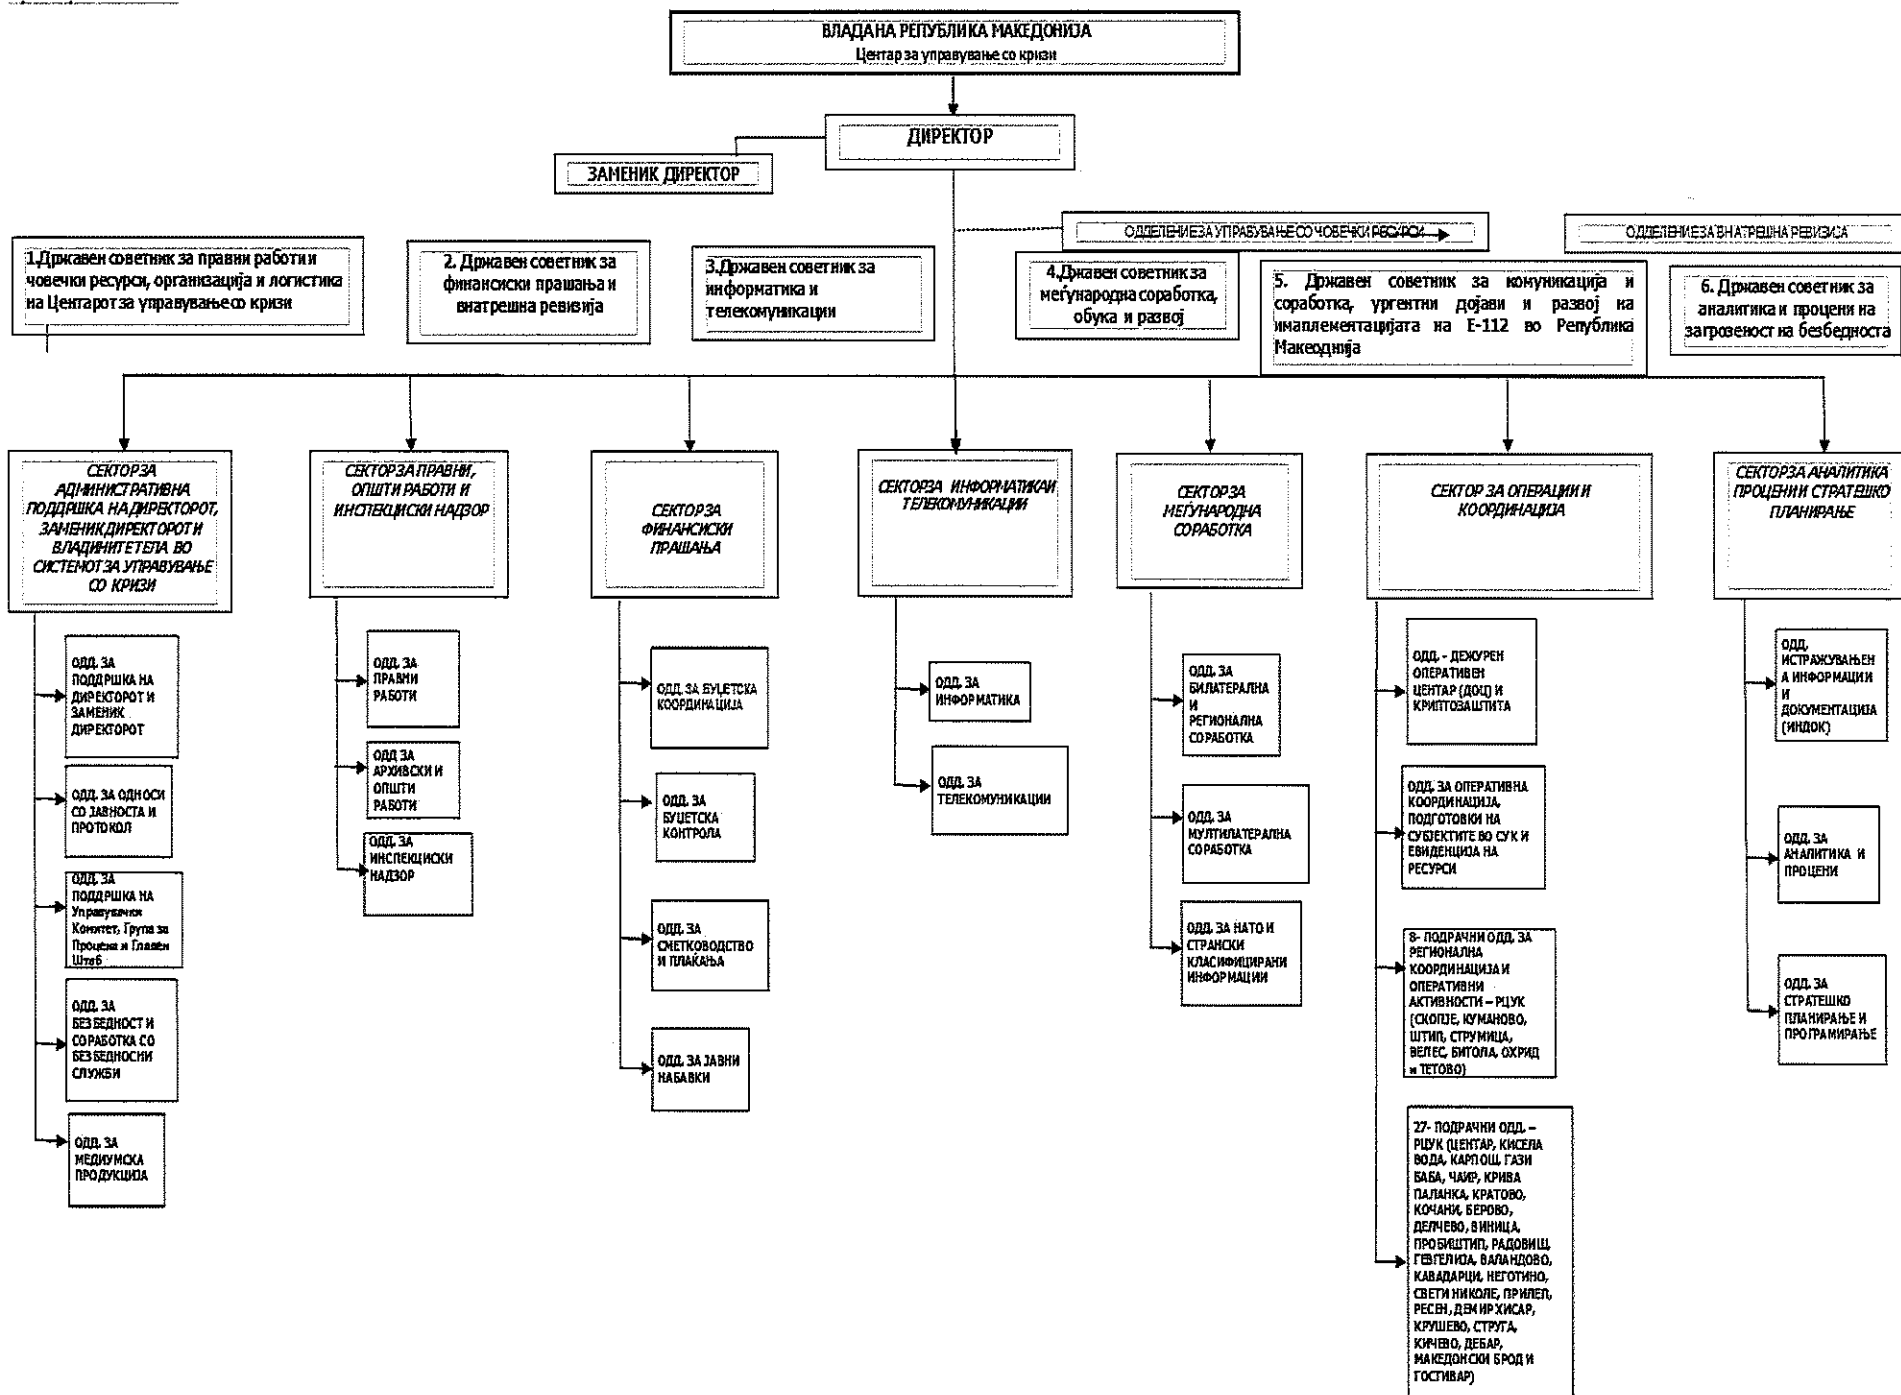 ВЛАДА НА РЕПУБЛИКА МАКЕДОНИЈА
Центар за управување со кризи
ДИРЕКТОР
ЗАМЕНИК ДИРЕКТОР
ОДДЕЛЕНИЕ ЗА УПРАВУВАЊЕ СО ЧОВЕЧКИ РЕСУРСИ
ОДДЕЛЕНИЕ ЗА ВНАТРЕШНА РЕВИЗИСА
1.Државен советник за правни работи и
човечки ресурси, организација и логистика
на Центарот за управување со кризи
2. Државен советник за
финансиски прашања и
внатрешна ревизија
3.Државен советник за
информатика и
телекомуникации
4.Државен советник за
меѓународна соработка,
обука и развој
5. Државен советник за комуникација и
соработка, ургентни дојави и развој на
имаплементацијата на Е-112 во Република
Макеоднија
6. Државен советник за
аналитика и процени на
загрозеност на безбедноста
СЕКТОР ЗА
АДМИНИСТРАТИВНА
ПОДДРШКА НА ДИРЕКТОРОТ,
ЗАМЕНИК ДИРЕКТОРОТ И
ВЛАДИНИТЕ ТЕЛА ВО
СИСТЕМОТ ЗА УПРАВУВАЊЕ
СО КРИЗИ
СЕКТОР ЗА ПРАВНИ,
ОПШТИ РАБОТИ И
ИНСПЕКЦИСКИ НАДЗОР
СЕКТОР ЗА
ФИНАНСИСКИ
ПРАШАЊА
СЕКТОР ЗА ИНФОРМАТИКА И
ТЕЛЕКОМУНИКАЦИИ
СЕКТОР ЗА
МЕЃУНАРОДНА
СОРАБОТКА
СЕКТОР ЗА ОПЕРАЦИИ И
КООРДИНАЦИЈА
СЕКТОР ЗА АНАЛИТИКА
ПРОЦЕНИ И СТРАТЕШКО
ПЛАНИРАЊЕ
ОДД. ЗА
ПОДДРШКА НА
ДИРЕКТОРОТ И
ЗАМЕНИК
ДИРЕКТОРОТ
ОДД. ЗА ОДНОСИ
СО ЈАВНОСТА И
ПРОТОКОЛ
ОДД. ЗА
ПОДДРШКА НА
Управувачки
Комитет, Група за
Процена и Главен
Штаб
ОДД. ЗА
БЕЗБЕДНОСТ И
СОРАБОТКА СО
БЕЗБЕДНОСНИ
СЛУЖБИ
ОДД. ЗА
МЕДИУМСКА
ПРОДУКЦИЈА
ОДД. ЗА
ПРАВНИ
РАБОТИ
ОДД ЗА
АРХИВСКИ И
ОПШТИ
РАБОТИ
ОДД. ЗА
ИНСПЕКЦИСКИ
НАДЗОР
ОДД. ЗА БУЏЕТСКА
КООРДИНАЦИЈА
ОДД. ЗА
БУЏЕТСКА
КОНТРОЛА
ОДД. ЗА
СМЕТКОВОДСТВО
И ПЛАЌАЊА
ОДД. ЗА ЈАВНИ
НАБАВКИ
ОДД. ЗА
ИНФОРМАТИКА
ОДД. ЗА
ТЕЛЕКОМУНИКАЦИИ
ОДД. ЗА
БИЛАТЕРАЛНА
И
РЕГИОНАЛНА
СОРАБОТКА
ОДД. ЗА
МУЛТИЛАТЕРАЛНА
СОРАБОТКА
ОДД. ЗА НАТО И
СТРАНСКИ
КЛАСИФИЦИРАНИ
ИНФОРМАЦИИ
ОДД. - ДЕЖУРЕН
ОПЕРАТИВЕН
ЦЕНТАР (ДОЦ) И
КРИПТОЗАШТИТА
ОДД. ЗА ОПЕРАТИВНА
КООРДИНАЦИЈА,
ПОДГОТОВКИ НА
СУБЈЕКТИТЕ ВО СУК И
ЕВИДЕНЦИЈА НА
РЕСУРСИ
8- ПОДРАЧНИ ОДД. ЗА
РЕГИОНАЛНА
КООРДИНАЦИЈА И
ОПЕРАТИВНИ
АКТИВНОСТИ – РЦУК
(СКОПЈЕ, КУМАНОВО,
ШТИП, СТРУМИЦА,
ВЕЛЕС, БИТОЛА, ОХРИД
и ТЕТОВО)
27- ПОДРАЧНИ ОДД. –
РЦУК (ЦЕНТАР, КИСЕЛА
ВОДА, КАРПОШ, ГАЗИ
БАБА, ЧАИР, КРИВА
ПАЛАНКА, КРАТОВО,
КОЧАНИ, БЕРОВО,
ДЕЛЧЕВО, ВИНИЦА,
ПРОБИШТИП, РАДОВИШ,
ГЕВГЕЛИЈА, ВАЛАНДОВО,
КАВАДАРЦИ, НЕГОТИНО,
СВЕТИ НИКОЛЕ, ПРИЛЕП,
РЕСЕН, ДЕМИР ХИСАР,
КРУШЕВО, СТРУГА,
КИЧЕВО, ДЕБАР,
МАКЕДОНСКИ БРОД И
ГОСТИВАР)
ОДД.
ИСТРАЖУВАЊЕН
А ИНФОРМАЦИИ
И
ДОКУМЕНТАЦИЈА
(ИНДОК)
ОДД. ЗА
АНАЛИТИКА И
ПРОЦЕНИ
ОДД. ЗА
СТРАТЕШКО
ПЛАНИРАЊЕ И
ПРОГРАМИРАЊЕ